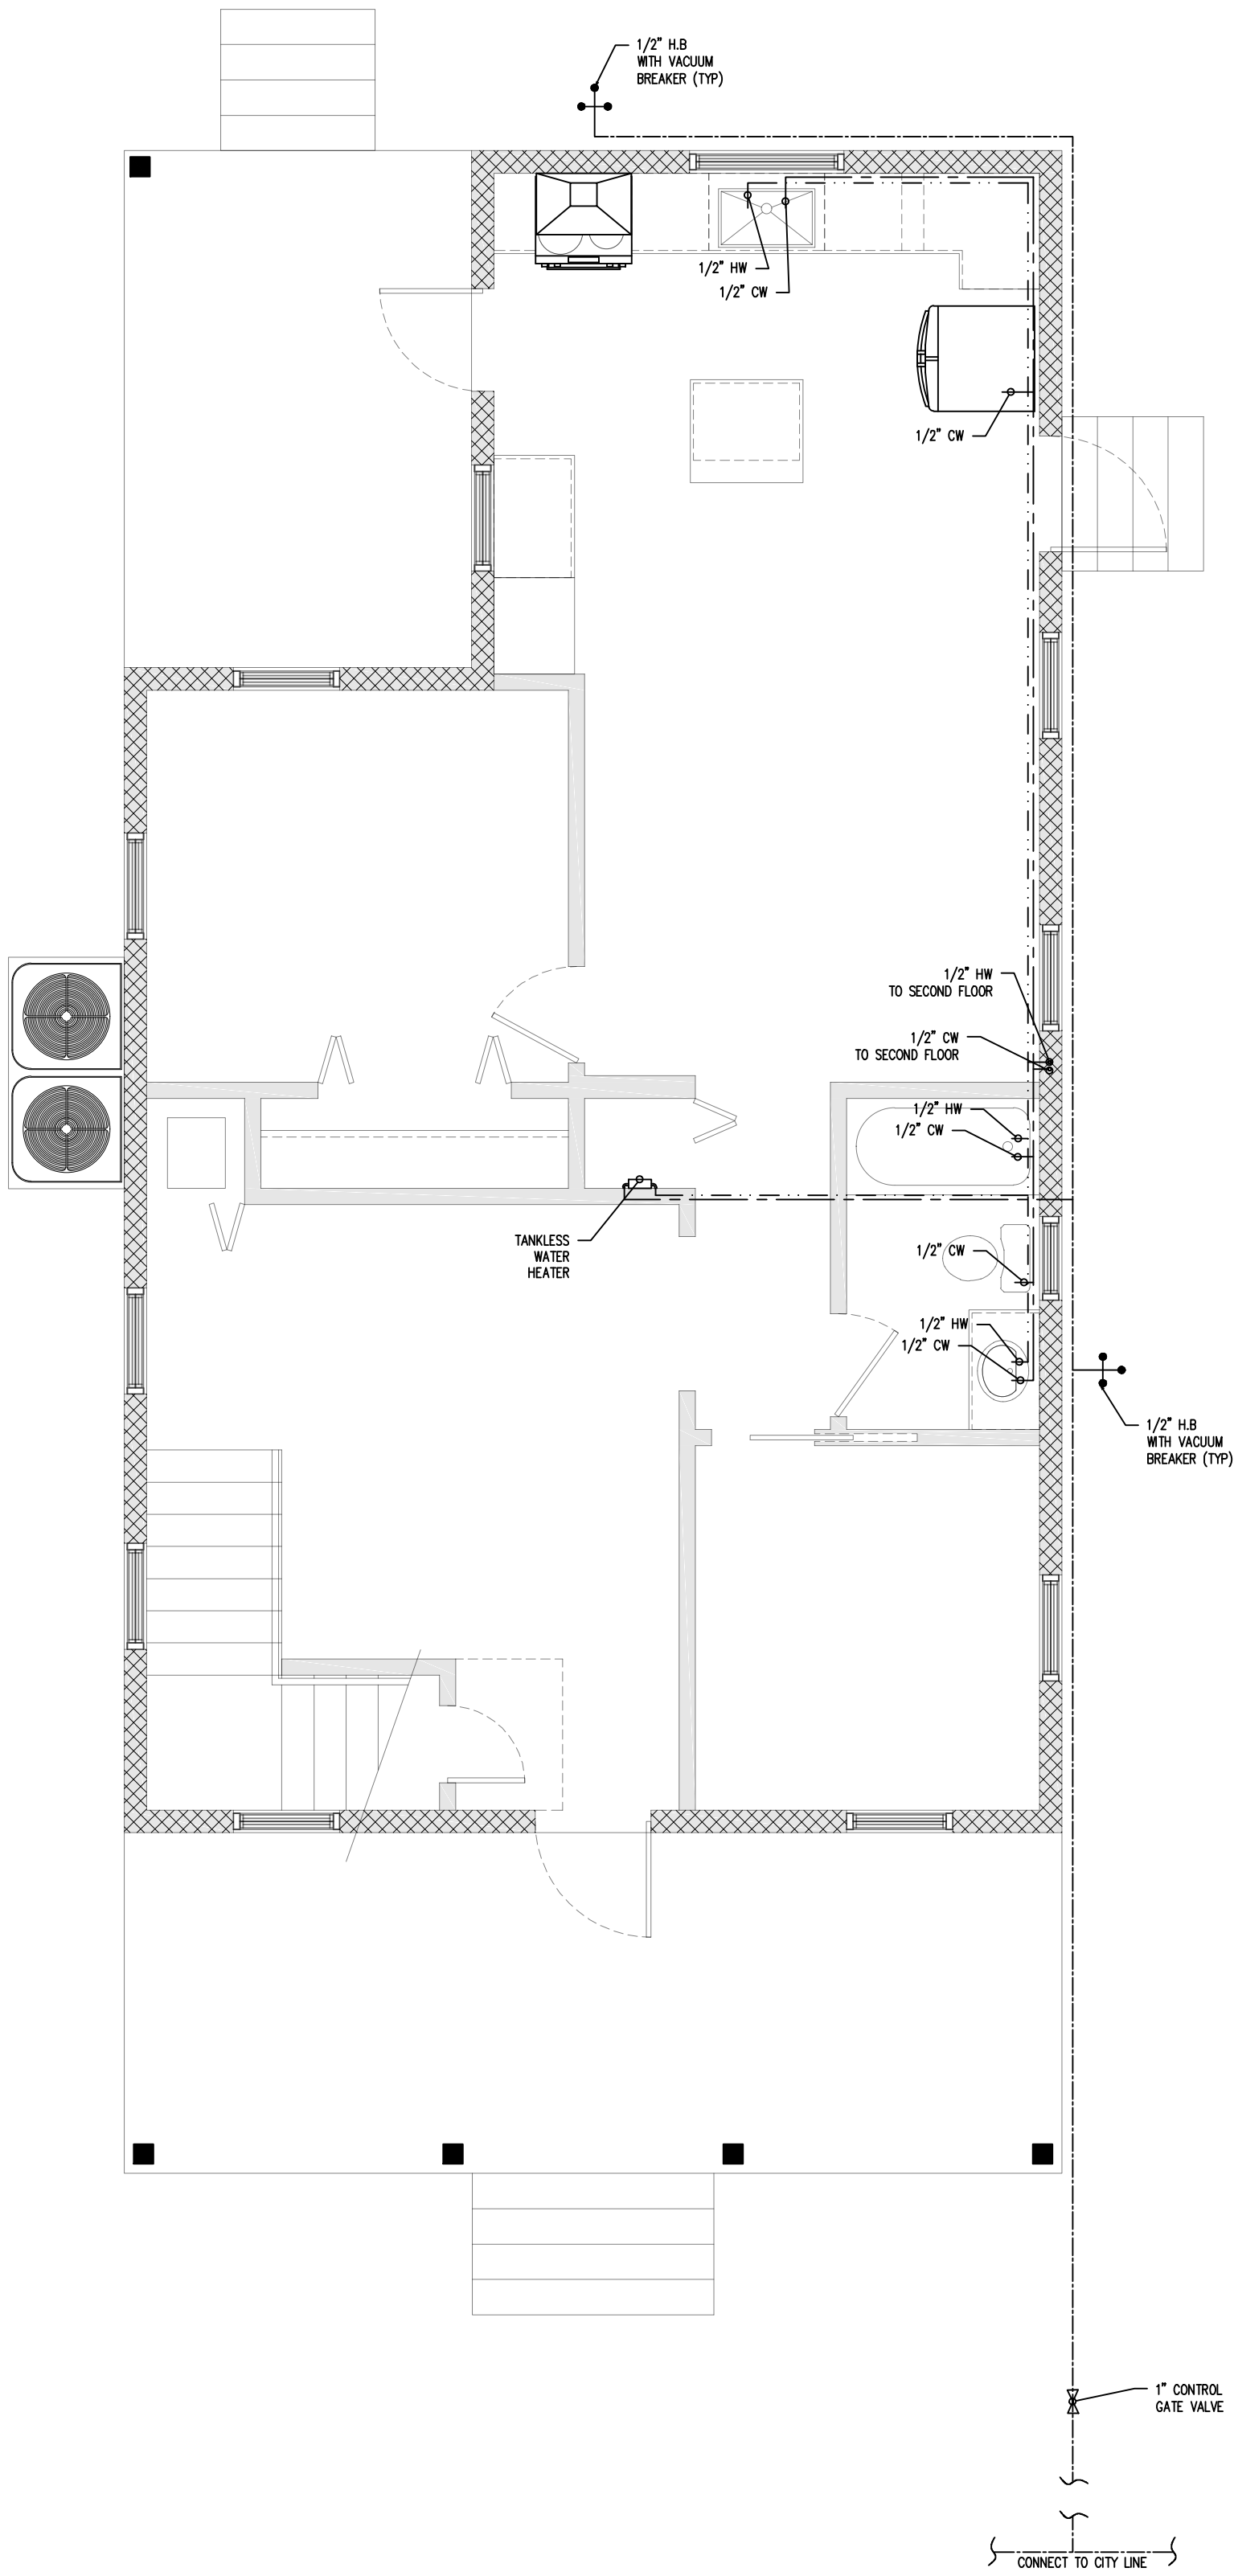 1/2" H.B
WITH VACUUM
BREAKER (TYP)
1/2" HW
1/2" CW
1/2" CW
1/2" HW
TO SECOND FLOOR
1/2" CW
TO SECOND FLOOR
1/2" HW
1/2" CW
TANKLESS
WATER
HEATER
1/2" CW
1/2" HW
1/2" CW
1/2" H.B
WITH VACUUM
BREAKER (TYP)
1" CONTROL
GATE VALVE
CONNECT TO CITY LINE